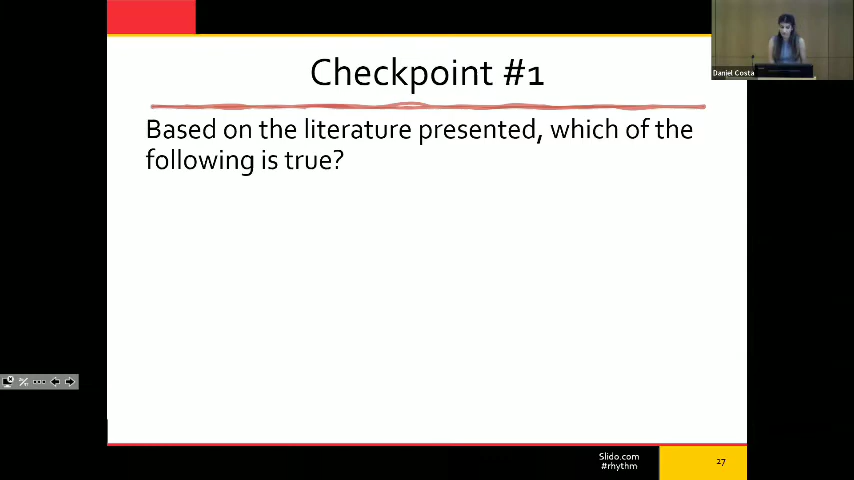 Checkpoint #1
Daniel Costa
Based on the literature presented, which of the
following is true?
Slido.com
#rhythm
27